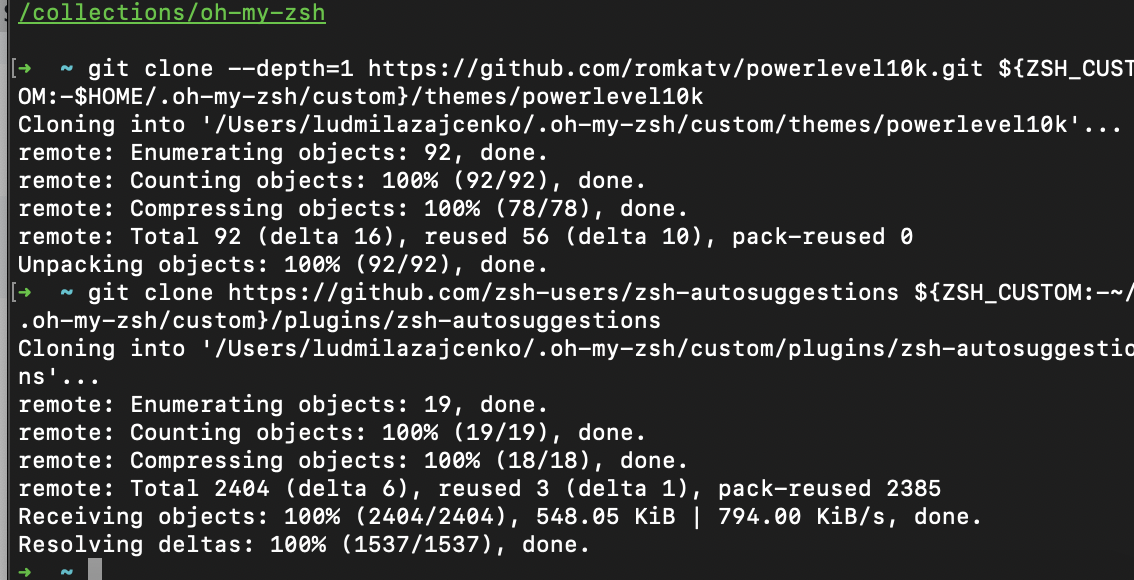 /collections/oh-my-zsh
[➜ ~ git clone --depth=1 https://github.com/romkatv/powerlevel10k.git ${ZSH_CUST
OM:-$HOME/.oh-my-zsh/custom}/themes/powerlevel10k
Cloning into '/Users/ludmilazajcenko/.oh-my-zsh/custom/themes/powerlevel10k'...
remote: Enumerating objects: 92, done.
remote: Counting objects: 100% (92/92), done.
remote: Compressing objects: 100% (78/78), done.
remote: Total 92 (delta 16), reused 56 (delta 10), pack-reused 0
Unpacking objects: 100% (92/92), done.
[➜ ~ git clone https://github.com/zsh-users/zsh-autosuggestions ${ZSH_CUSTOM:-~/
.oh-my-zsh/custom}/plugins/zsh-autosuggestions
Cloning into '/Users/ludmilazajcenko/.oh-my-zsh/custom/plugins/zsh-autosuggestio
ns'...
remote: Enumerating objects: 19, done.
remote: Counting objects: 100% (19/19), done.
remote: Compressing objects: 100% (18/18), done.
remote: Total 2404 (delta 6), reused 3 (delta 1), pack-reused 2385
Receiving objects: 100% (2404/2404), 548.05 KiB | 794.00 KiB/s, done.
Resolving deltas: 100% (1537/1537), done.
➜ ~